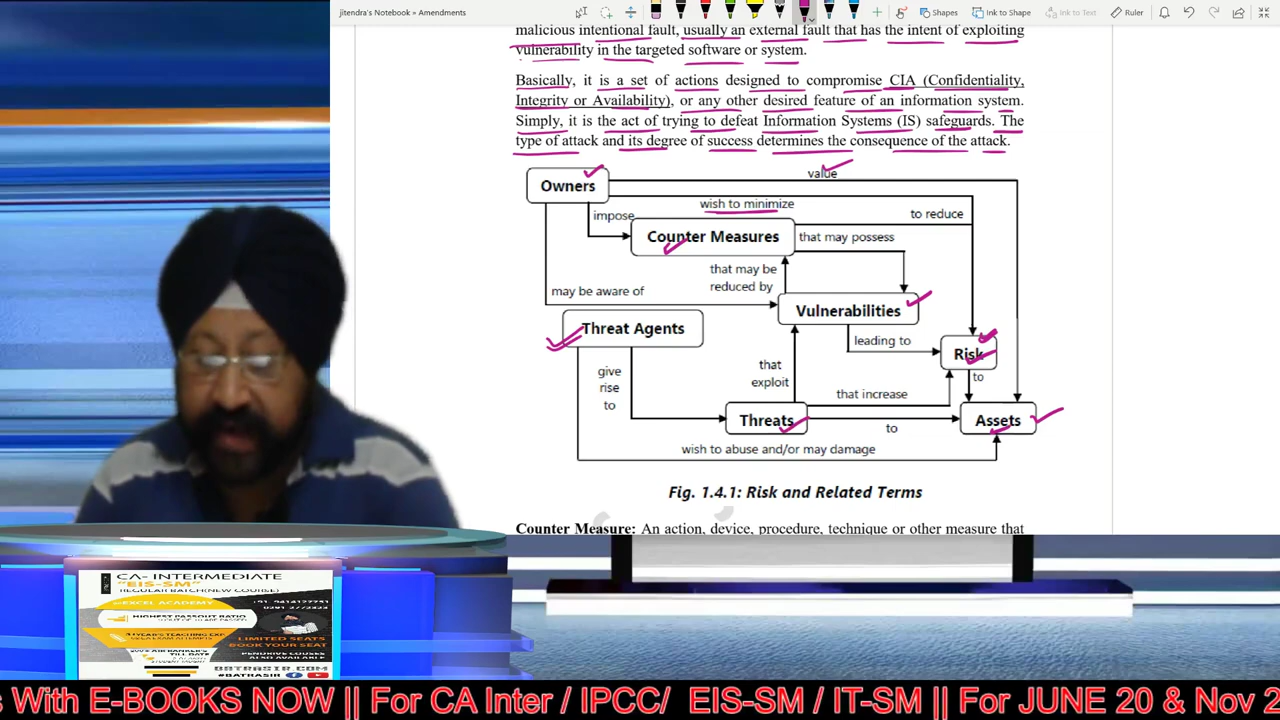 jitendra's Notebook » Amendments
Shapes
Ink to Shape
Ink to Text
Ruler
malicious intentional fault, usually an external fault that has the intent of exploiting
vulnerability in the targeted software or system.
Basically, it is a set of actions designed to compromise CIA (Confidentiality,
Integrity or Availability), or any other desired feature of an information system.
Simply, it is the act of trying to defeat Information Systems (IS) safeguards. The
type of attack and its degree of success determines the consequence of the attack.
value
Owners
wish to minimize
impose
to reduce
Counter Measures
that may possess
that may be
reduced by
may be aware of
Vulnerabilities
Threat Agents
leading to
Risk
give
rise
to
that
exploit
to
that increase
Threats
to
Assets
wish to abuse and/or may damage
Fig. 1.4.1: Risk and Related Terms
Counter Measure: An action, device, procedure, technique or other measure that
CA- INTERMEDIATE
"EIS-SM"
REGULAR BATCH(NEW COURSE)
EXCEL ACADEMY
HIGHEST PASSOUT RATIO
LIMITED SEATS
BOOK YOUR SEAT
PENDRIVE COURSES
ALSO AVAILABLE
BATRASIR.COM
#BATRASIR
s With E-BOOKS NOW || For CA Inter / IPCC/ EIS-SM / IT-SM || For JUNE 20 & Nov 2